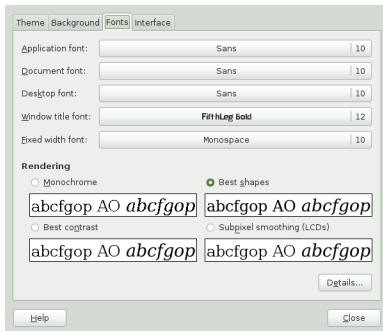 Theme Background Fonts Interface
Application font: Sans 10
Document font: Sans 10
Desktop font: Sans 10
Window title font: FifthLeg Bold 12
Fixed width font: Monospace 10
Rendering
Monochrome Best shapes
abcfgop AO abcfgop abcfgop AO abcfgop
Best contrast Subpixel smoothing (LCDs)
abcfgop AO abcfgop abcfgop AO abcfgop
Details...
Help Close